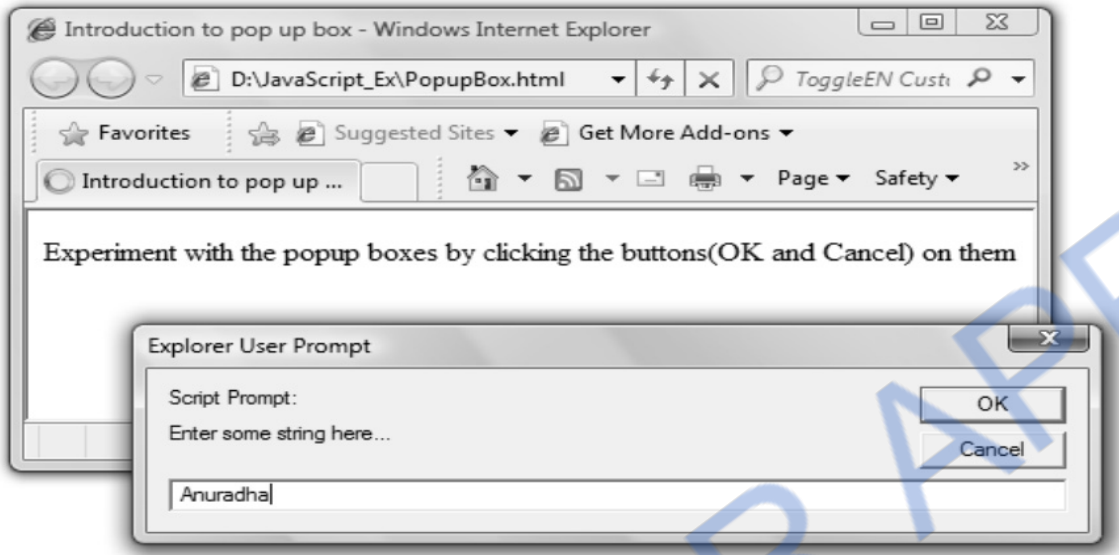 Introduction to pop up box - Windows Internet Explorer
D:\JavaScript_Ex\PopupBox.html
ToggleEN Cust
Favorites
Suggested Sites
Get More Add-ons
Introduction to pop up ...
Page
Safety
Experiment with the popup boxes by clicking the buttons(OK and Cancel) on them
Explorer User Prompt
Script Prompt:
OK
Enter some string here...
Cancel
Anuradha